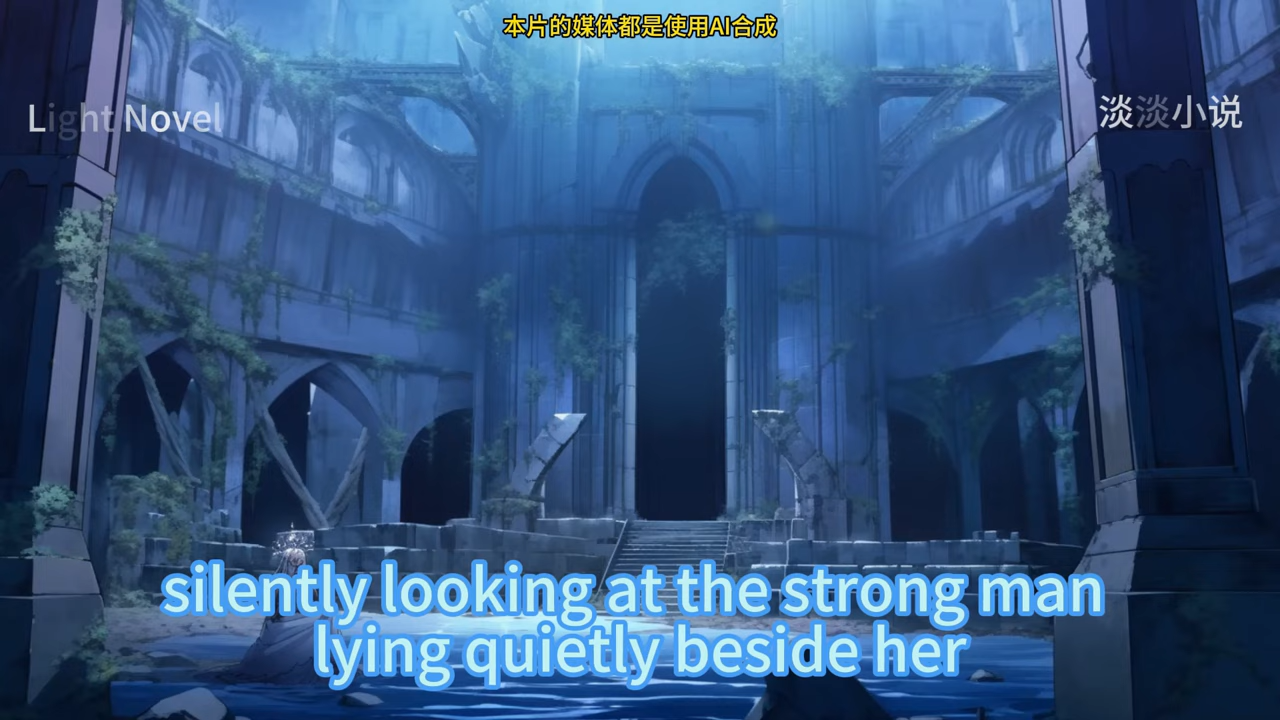 本片的媒体都是使用AI合成
Light Novel
淡淡小说
silently looking at the strong man
lying quietly beside her